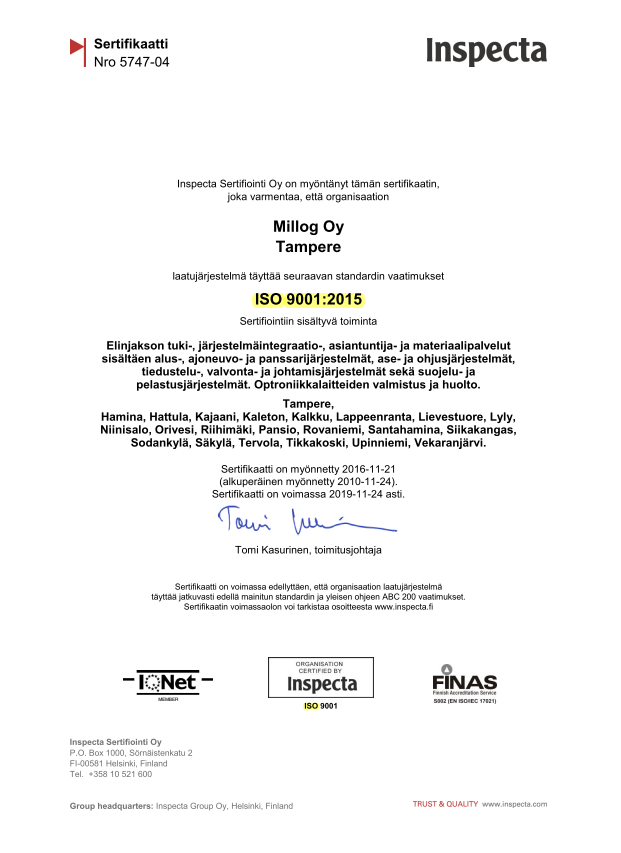 Sertifikaatti
Nro 5747-04
Inspecta
Inspecta Sertifiointi Oy on myöntänyt tämän sertifikaatin,
joka varmentaa, että organisaation
Millog Oy
Tampere
laatujärjestelmä täyttää seuraavan standardin vaatimukset
ISO 9001:2015
Sertifiointiin sisältyvä toiminta
Elinjakson tuki-, järjestelmäintegraatio-, asiantuntija- ja materiaalipalvelut
sisältäen alus-, ajoneuvo- ja panssarijärjestelmät, ase- ja ohjusjärjestelmät,
tiedustelu-, valvonta- ja johtamisjärjestelmät sekä suojelu- ja
pelastusjärjestelmät. Optroniikkalaitteiden valmistus ja huolto.
Tampere,
Hamina, Hattula, Kajaani, Kaleton, Kalkku, Lappeenranta, Lievestuore, Lyly,
Niinisalo, Orivesi, Riihimäki, Pansio, Rovaniemi, Santahamina, Siikakangas,
Sodankylä, Säkylä, Tervola, Tikkakoski, Upinniemi, Vekaranjärvi.
Sertifikaatti on myönnetty 2016-11-21
(alkuperäinen myönnetty 2010-11-24).
Sertifikaatti on voimassa 2019-11-24 asti.
Tomi Kasurinen, toimitusjohtaja
Sertifikaatti on voimassa edellyttäen, että organisaation laatujärjestelmä
täyttää jatkuvasti edellä mainitun standardin ja yleisen ohjeen ABC 200 vaatimukset.
Sertifikaatin voimassaolon voi tarkistaa osoitteesta www.inspecta.fi
IQNet
MEMBER
ORGANISATION
CERTIFIED BY
Inspecta
ISO 9001
FINAS
Finnish Accreditation Service
S002 (EN ISO/IEC 17021)
Inspecta Sertifiointi Oy
P.O. Box 1000, Sörnäistenkatu 2
FI-00581 Helsinki, Finland
Tel. +358 10 521 600
Group headquarters: Inspecta Group Oy, Helsinki, Finland
TRUST & QUALITY www.inspecta.com